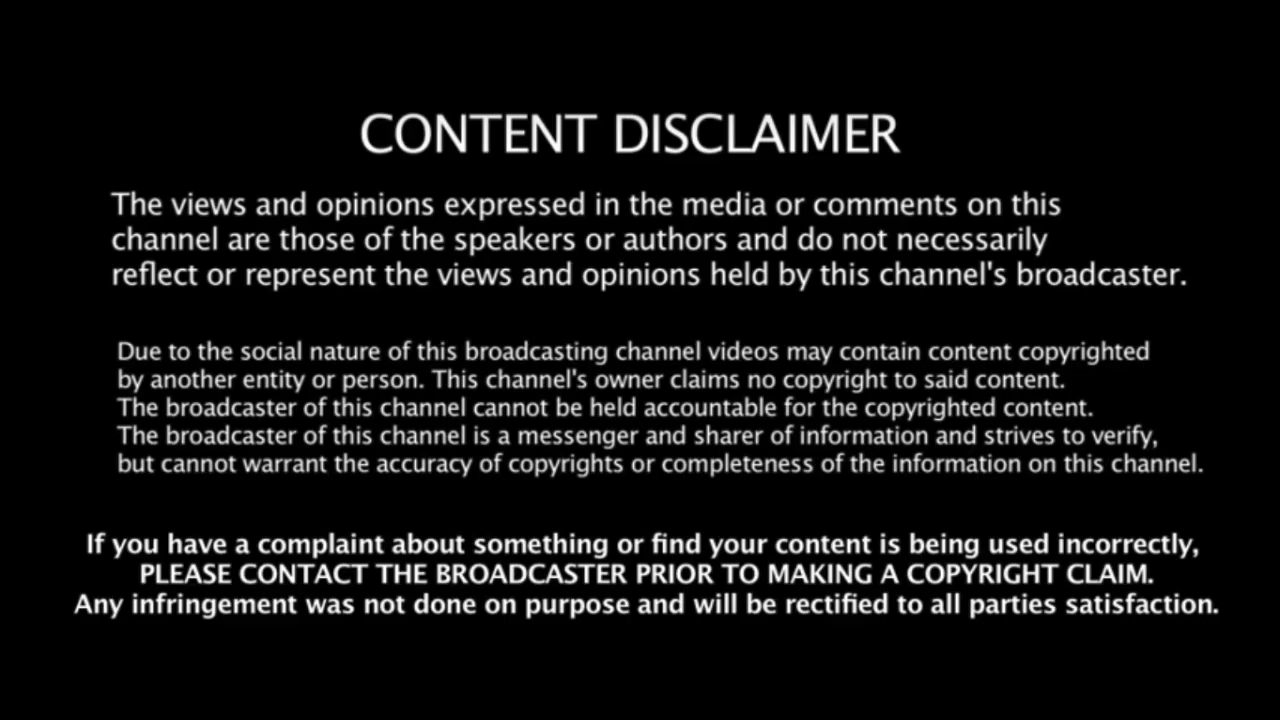 CONTENT DISCLAIMER
The views and opinions expressed in the media or comments on this
channel are those of the speakers or authors and do not necessarily
reflect or represent the views and opinions held by this channel's broadcaster.
Due to the social nature of this broadcasting channel videos may contain content copyrighted
by another entity or person. This channel's owner claims no copyright to said content.
The broadcaster of this channel cannot be held accountable for the copyrighted content.
The broadcaster of this channel is a messenger and sharer of information and strives to verify,
but cannot warrant the accuracy of copyrights or completeness of the information on this channel.
If you have a complaint about something or find your content is being used incorrectly,
PLEASE CONTACT THE BROADCASTER PRIOR TO MAKING A COPYRIGHT CLAIM.
Any infringement was not done on purpose and will be rectified to all parties satisfaction.